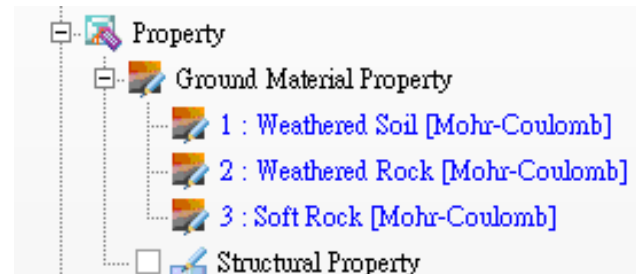 Property
Ground Material Property
1 : Weathered Soil [Mohr-Coulomb]
2 : Weathered Rock [Mohr-Coulomb]
3 : Soft Rock [Mohr-Coulomb]
Structural Property